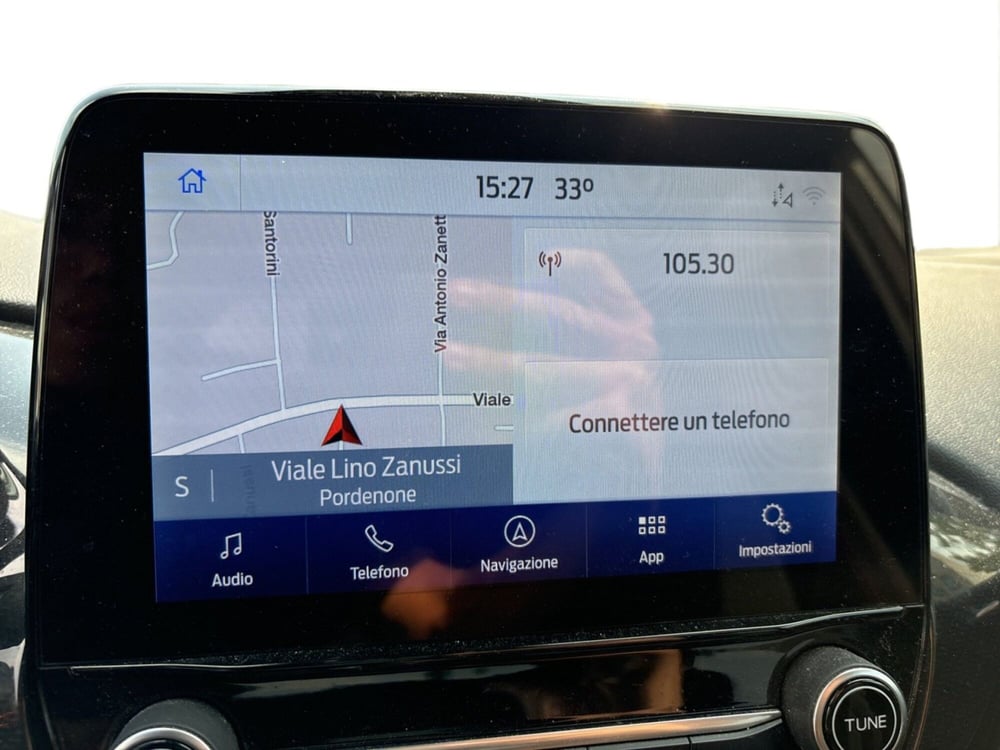 15:27 33º
Santorini
Via Antonio Zanett
Viale
105.30
Connettere un telefono
S
Viale Lino Zanussi
Pordenone
Audio
Telefono
Navigazione
App
Impostazioni
TUNE